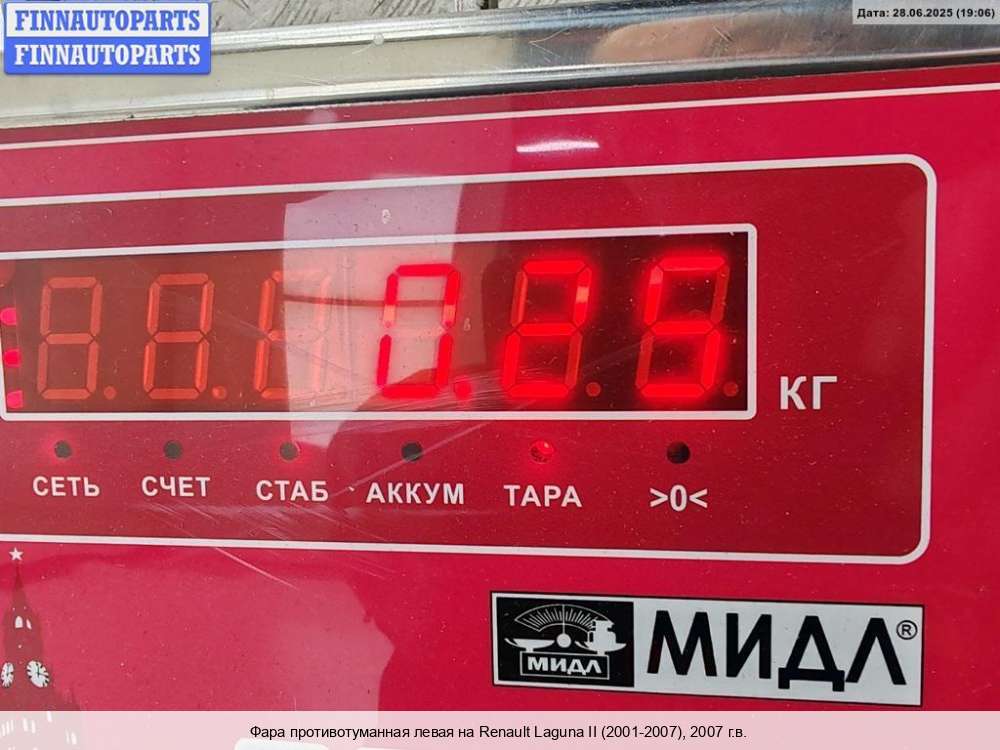 FINNAUTOPARTS
FINNAUTOPARTS
Дата: 28.06.2025 (19:06)
0.26
КГ
СЕТЬ СЧЕТ СТАБ АККУМ ТАРА >0<
МИДЛ МИДЛ®
Фара противотуманная левая на Renault Laguna II (2001-2007), 2007 г.в.